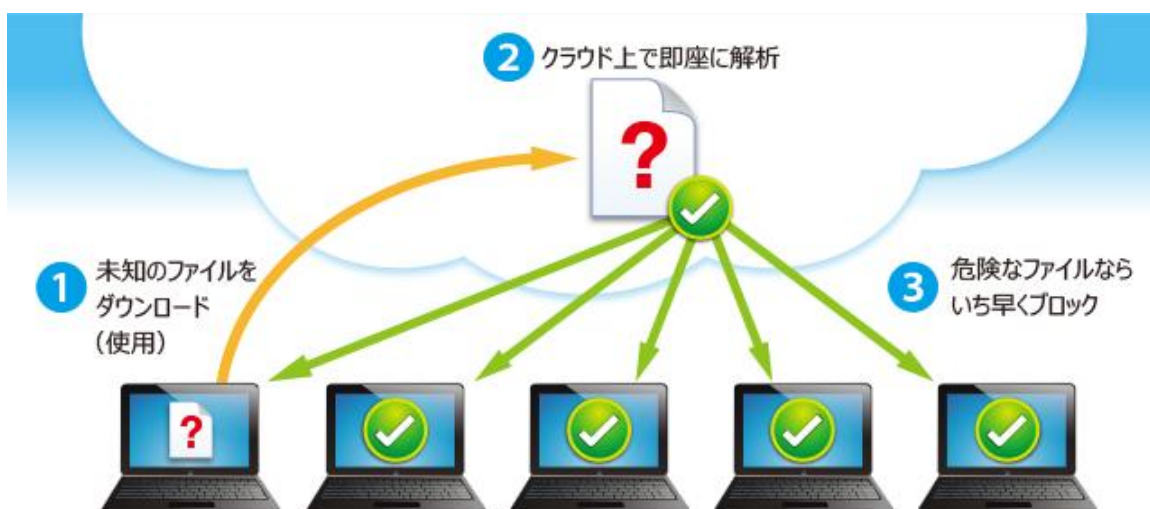 2 クラウド上で即座に解析
?
1 未知のファイルを
ダウンロード
（使用）
3 危険なファイルなら
いち早くブロック
?